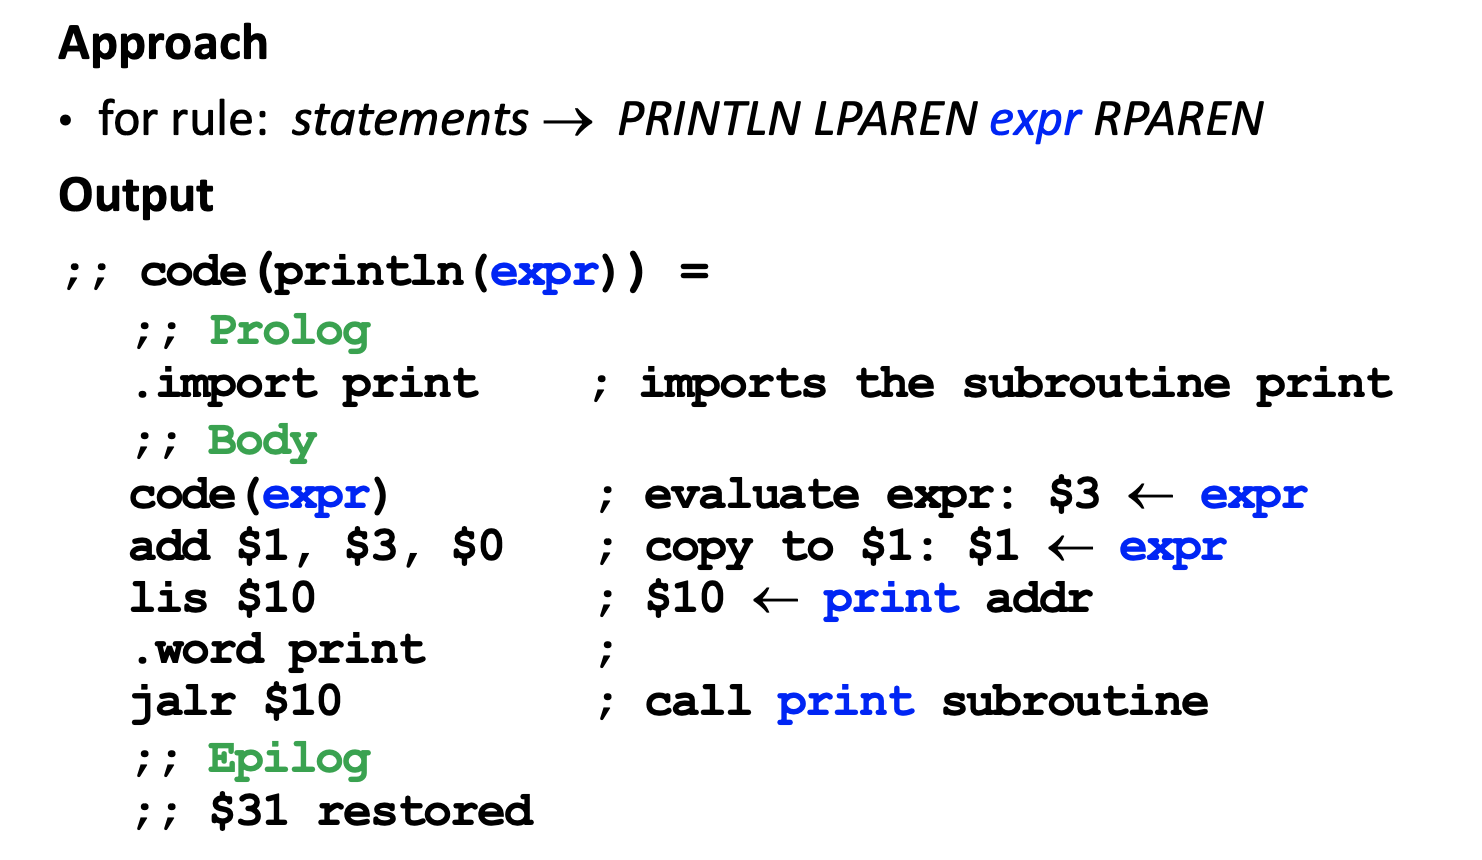 Approach
• for rule: statements → PRINTLN LPAREN expr RPAREN
Output
;; code(println(expr)) =
;; Prolog
.import print ; imports the subroutine print
;; Body
code(expr) ; evaluate expr: $3 ← expr
add $1, $3, $0 ; copy to $1: $1 ← expr
lis $10 ; $10 ← print addr
.word print ;
jalr $10 ; call print subroutine
;; Epilog
;; $31 restored